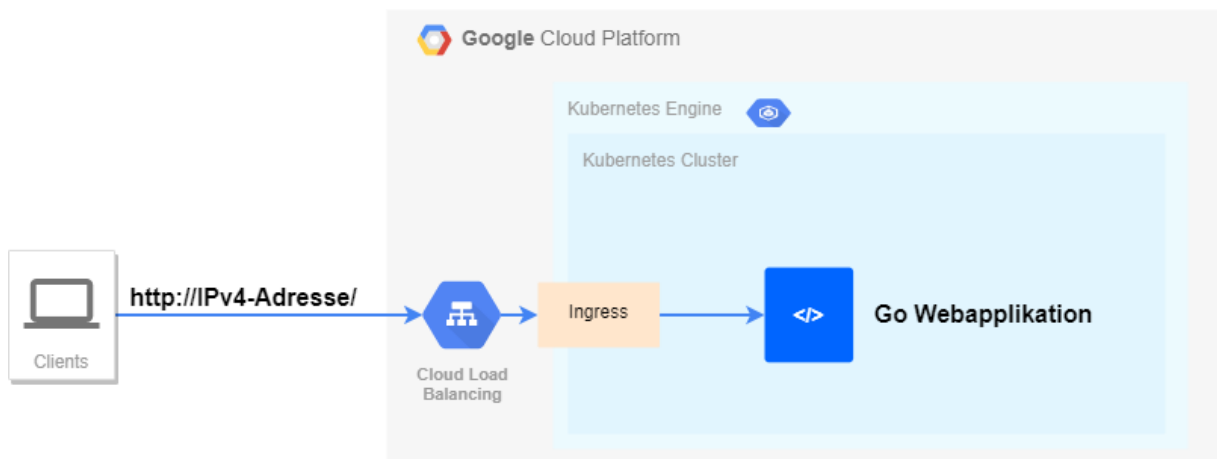 Google Cloud Platform
Kubernetes Engine
Kubernetes Cluster
http://IPv4-Adresse/
Clients
Cloud Load
Balancing
Ingress
</>
Go Webapplikation